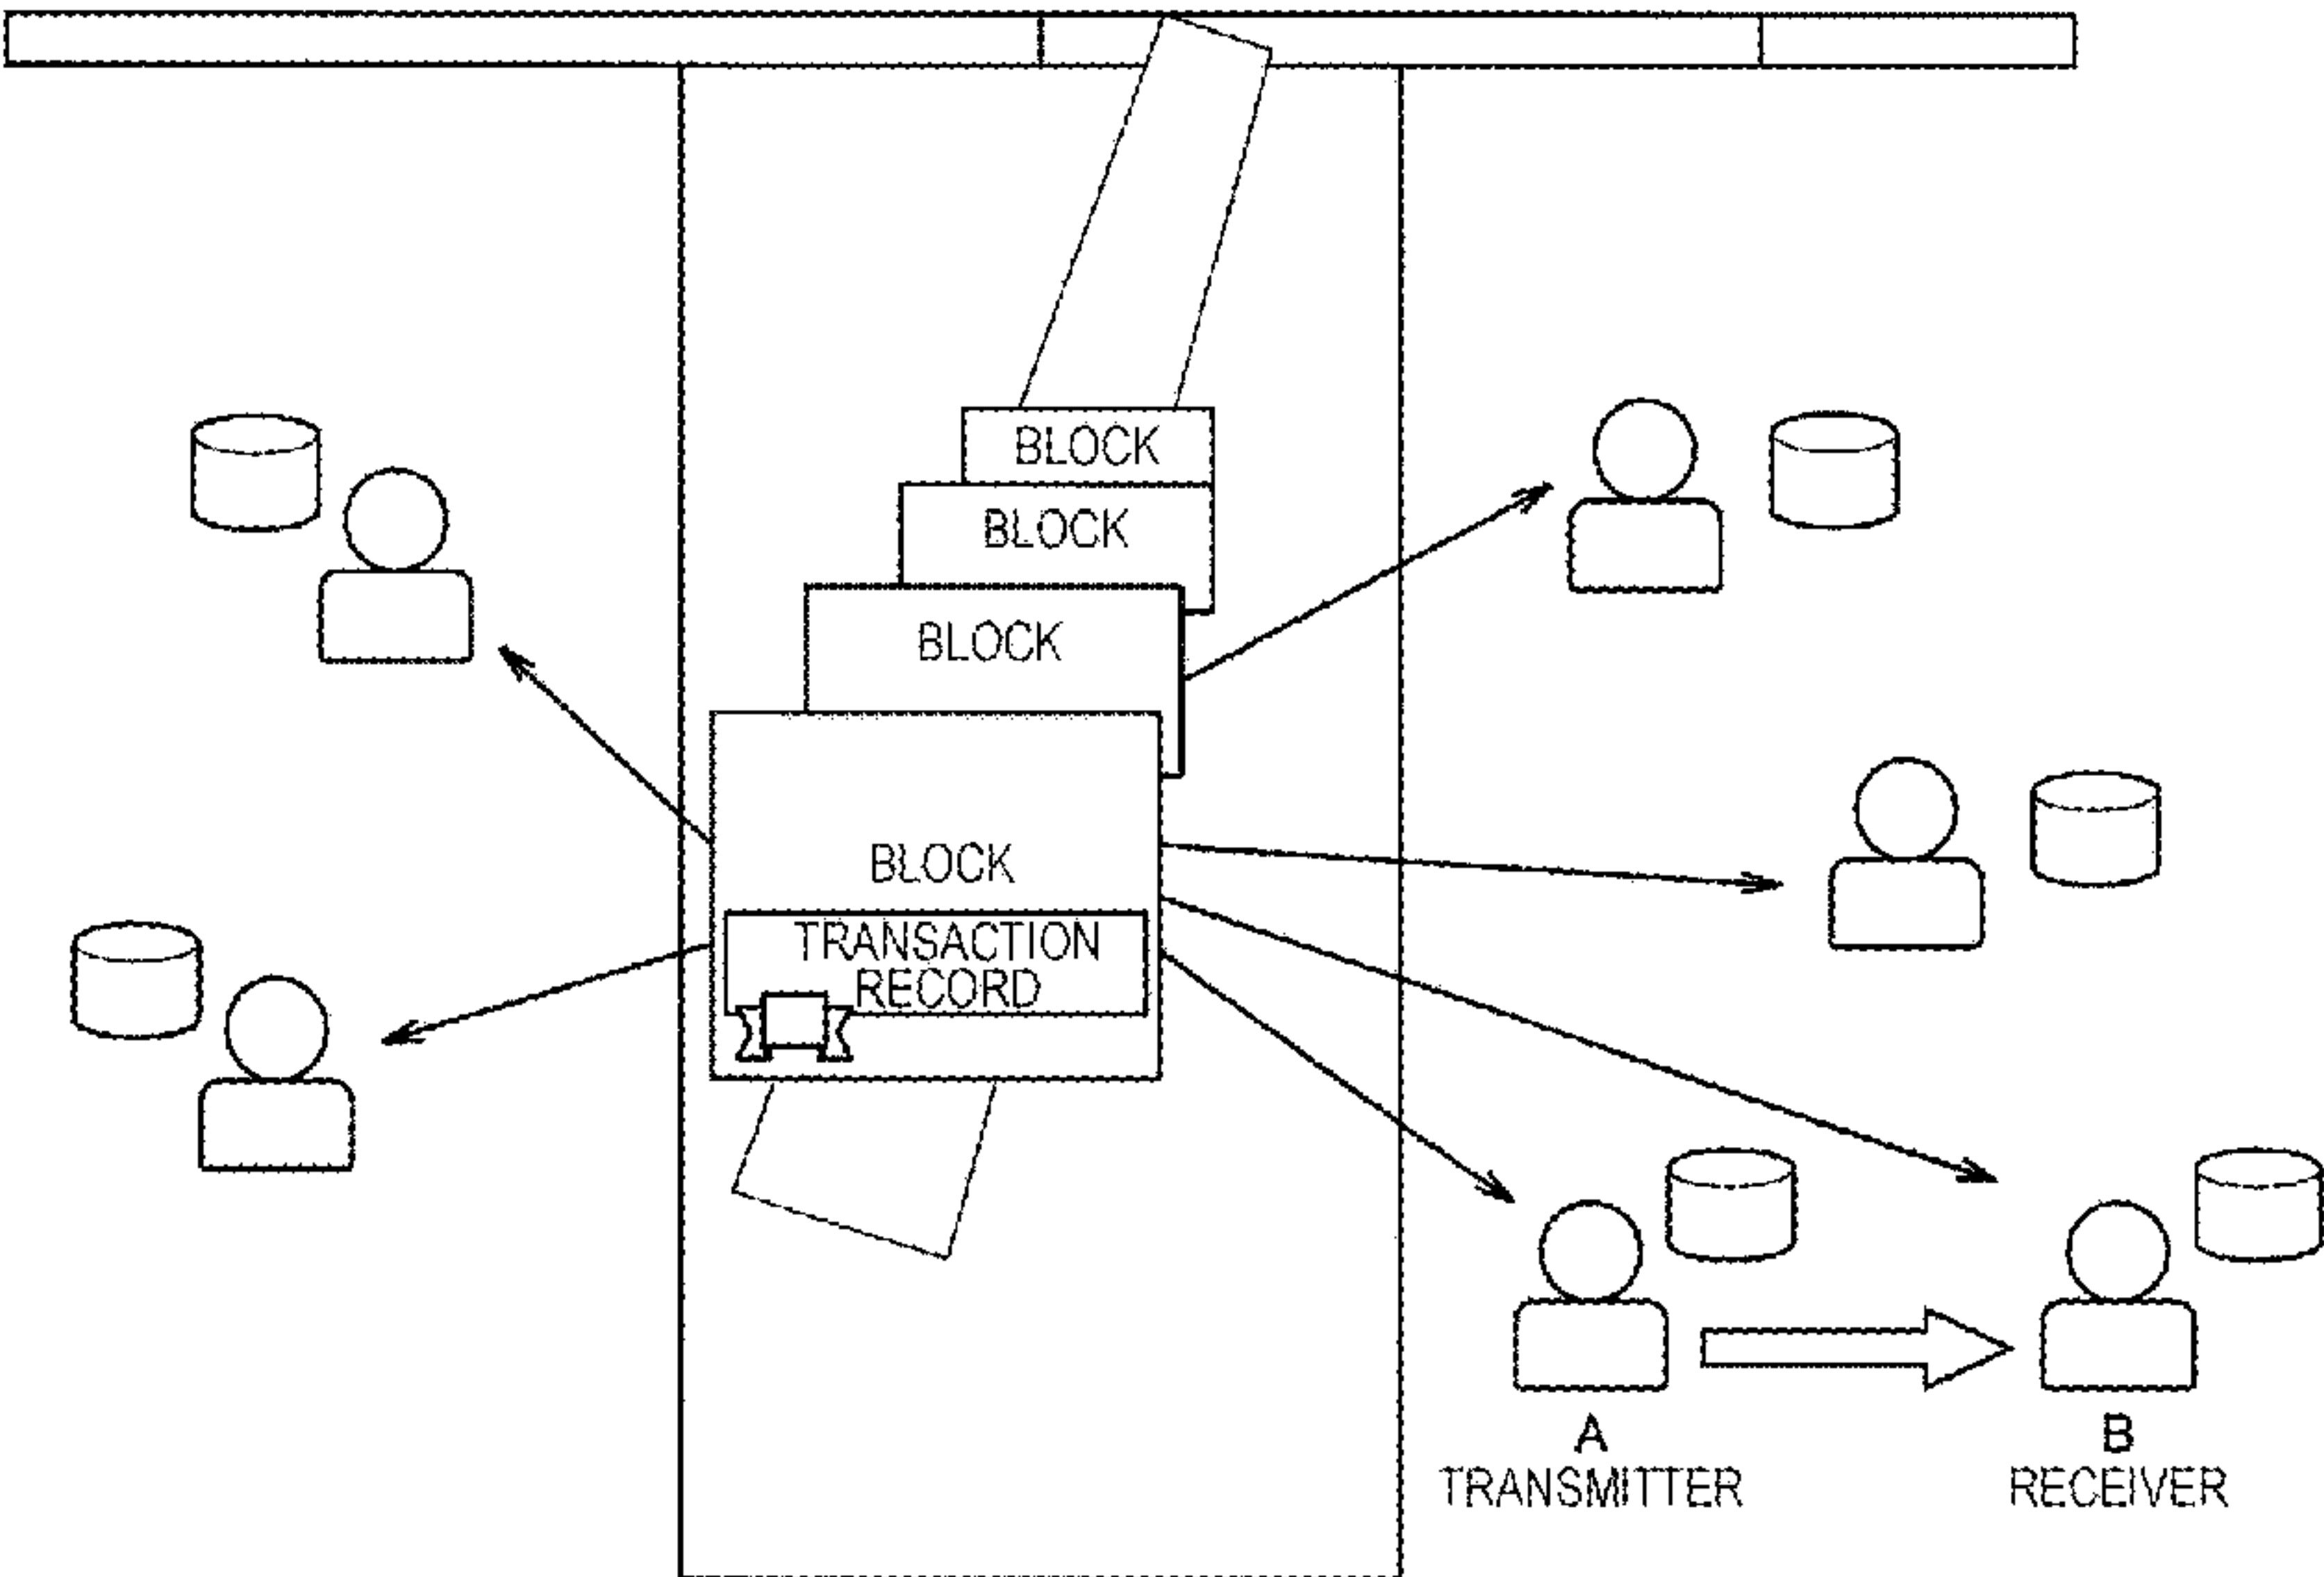 BLOCK
BLOCK
BLOCK
BLOCK
TRANSACTION
RECORD
A
TRANSMITTER
B
RECEIVER